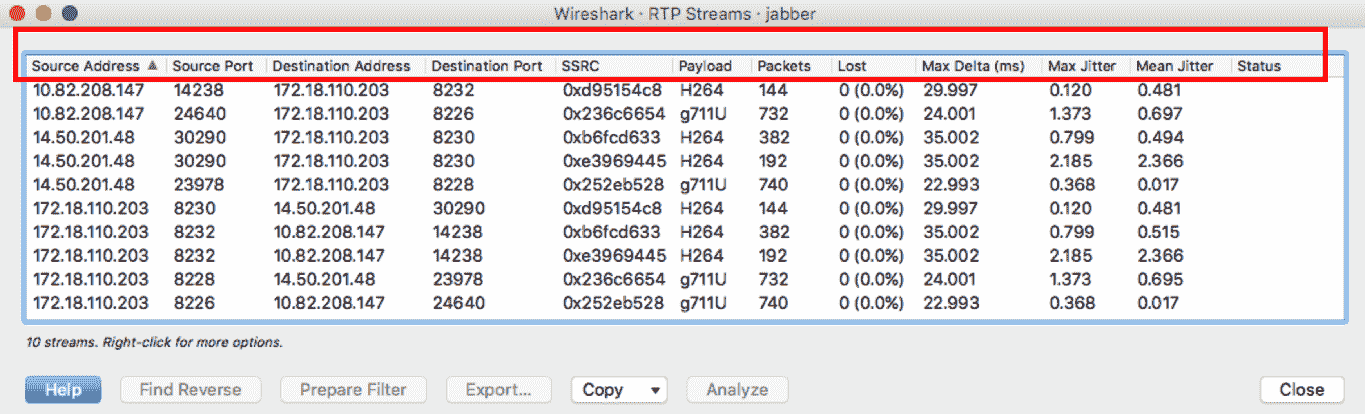 Wireshark · RTP Streams · jabber
Source Address ▲ Source Port Destination Address Destination Port SSRC Payload Packets Lost Max Delta (ms) Max Jitter Mean Jitter Status
10.82.208.147 14238 172.18.110.203 8232 0xd95154c8 H264 144 0 (0.0%) 29.997 0.120 0.481
10.82.208.147 24640 172.18.110.203 8226 0x236c6654 g711U 732 0 (0.0%) 24.001 1.373 0.697
14.50.201.48 30290 172.18.110.203 8230 0xb6fcd633 H264 382 0 (0.0%) 35.002 0.799 0.494
14.50.201.48 30290 172.18.110.203 8230 0xe3969445 H264 192 0 (0.0%) 35.002 2.185 2.366
14.50.201.48 23978 172.18.110.203 8228 0x252eb528 g711U 740 0 (0.0%) 22.993 0.368 0.017
172.18.110.203 8230 14.50.201.48 30290 0xd95154c8 H264 144 0 (0.0%) 29.997 0.120 0.481
172.18.110.203 8232 10.82.208.147 14238 0xb6fcd633 H264 382 0 (0.0%) 35.002 0.799 0.515
172.18.110.203 8232 10.82.208.147 14238 0xe3969445 H264 192 0 (0.0%) 35.002 2.185 2.366
172.18.110.203 8228 14.50.201.48 23978 0x236c6654 g711U 732 0 (0.0%) 24.001 1.373 0.695
172.18.110.203 8226 10.82.208.147 24640 0x252eb528 g711U 740 0 (0.0%) 22.993 0.368 0.017
10 streams. Right-click for more options.
Help Find Reverse Prepare Filter Export... Copy Analyze Close